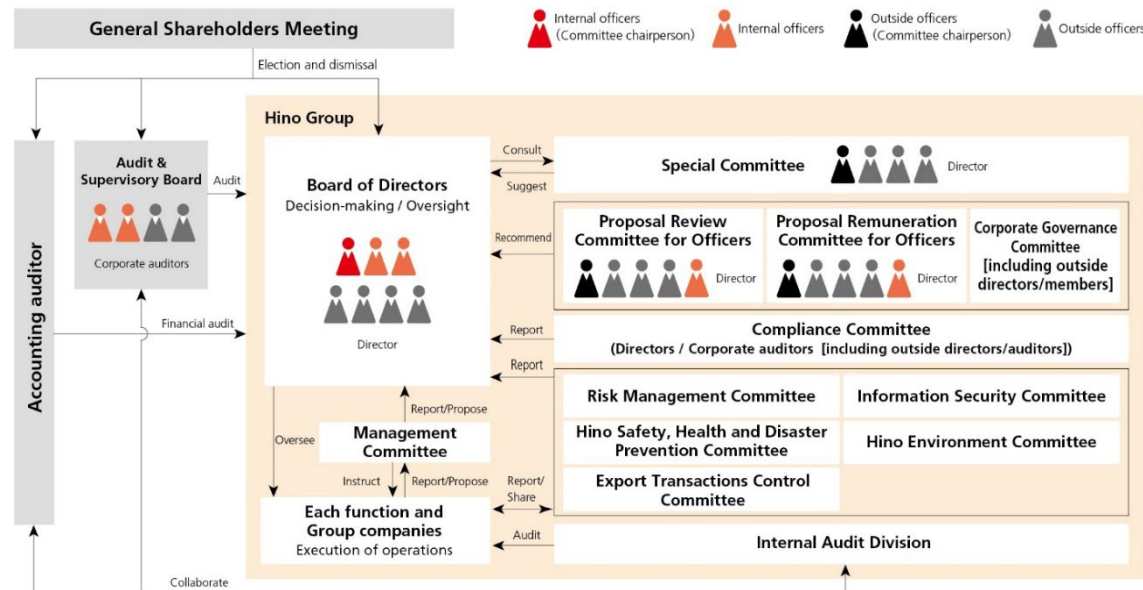 General Shareholders Meeting
Internal officers
(Committee chairperson)
Internal officers
Outside officers
(Committee chairperson)
Outside officers
Election and dismissal
Hino Group
Accounting auditor
Audit &
Supervisory Board
Corporate auditors
Audit
Board of Directors
Decision-making / Oversight
Director
Consult
Suggest
Special Committee
Director
Recommend
Proposal Review
Committee for Officers
Director
Proposal Remuneration
Committee for Officers
Director
Corporate Governance
Committee
[including outside
directors/members]
Financial audit
Report
Compliance Committee
(Directors / Corporate auditors [including outside directors/auditors])
Report
Risk Management Committee
Information Security Committee
Hino Safety, Health and Disaster
Prevention Committee
Hino Environment Committee
Export Transactions Control
Committee
Report/Propose
Oversee
Management
Committee
Instruct
Report/Propose
Report/
Share
Each function and
Group companies
Execution of operations
Audit
Internal Audit Division
Collaborate